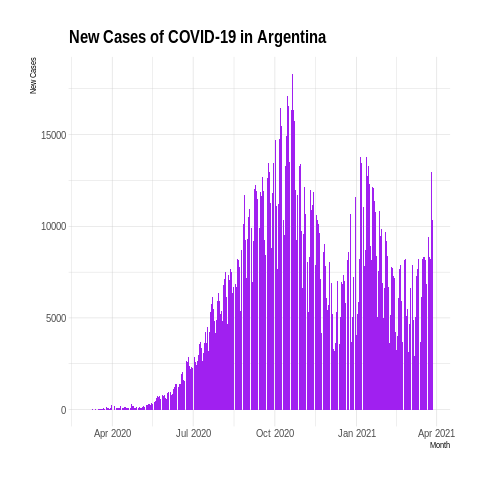 New Cases of COVID-19 in Argentina
New Cases
15000
10000
5000
0
Apr 2020 Jul 2020 Oct 2020 Jan 2021 Apr 2021
Month